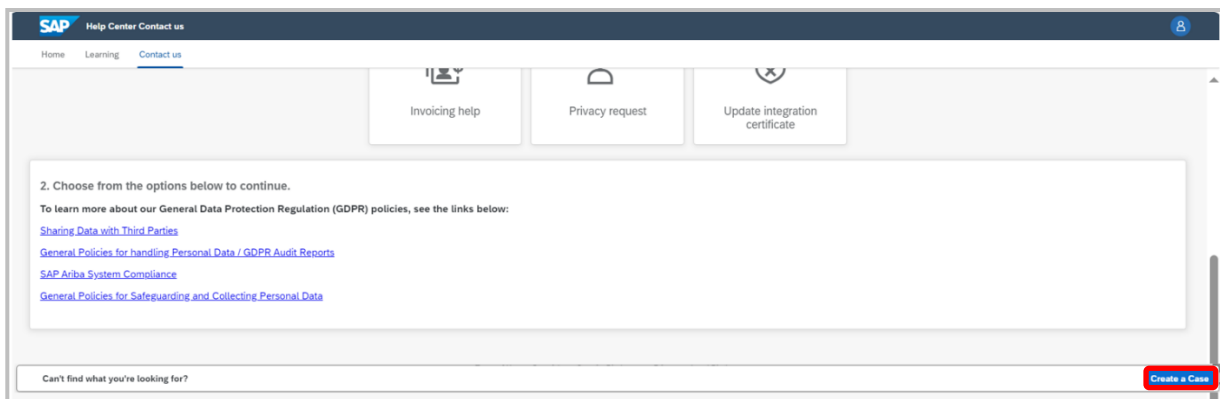 SAP Help Center Contact us
Home Learning Contact us
Invoicing help
Privacy request
Update integration
certificate
2. Choose from the options below to continue.
To learn more about our General Data Protection Regulation (GDPR) policies, see the links below:
Sharing Data with Third Parties
General Policies for handling Personal Data / GDPR Audit Reports
SAP Ariba System Compliance
General Policies for Safeguarding and Collecting Personal Data
Can't find what you're looking for?
Create a Case